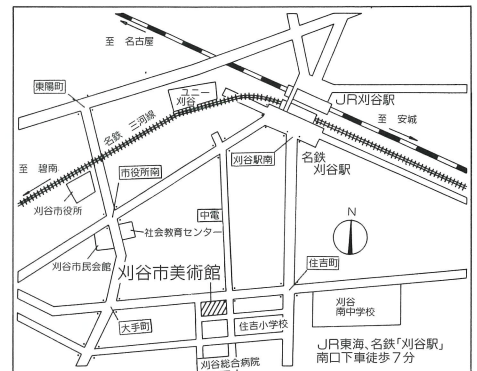 至 名古屋
東陽町
ユニー
刈谷
JR刈谷駅
名鉄 三河線
至 安城
至 碧南
市役所南
刈谷駅南
名鉄
刈谷駅
刈谷市役所
中電
社会教育センター
N
刈谷市民会館
住吉町
刈谷市美術館
刈谷
南中学校
大手町
住吉小学校
JR東海、名鉄「刈谷駅」
南口下車徒歩7分
刈谷総合病院